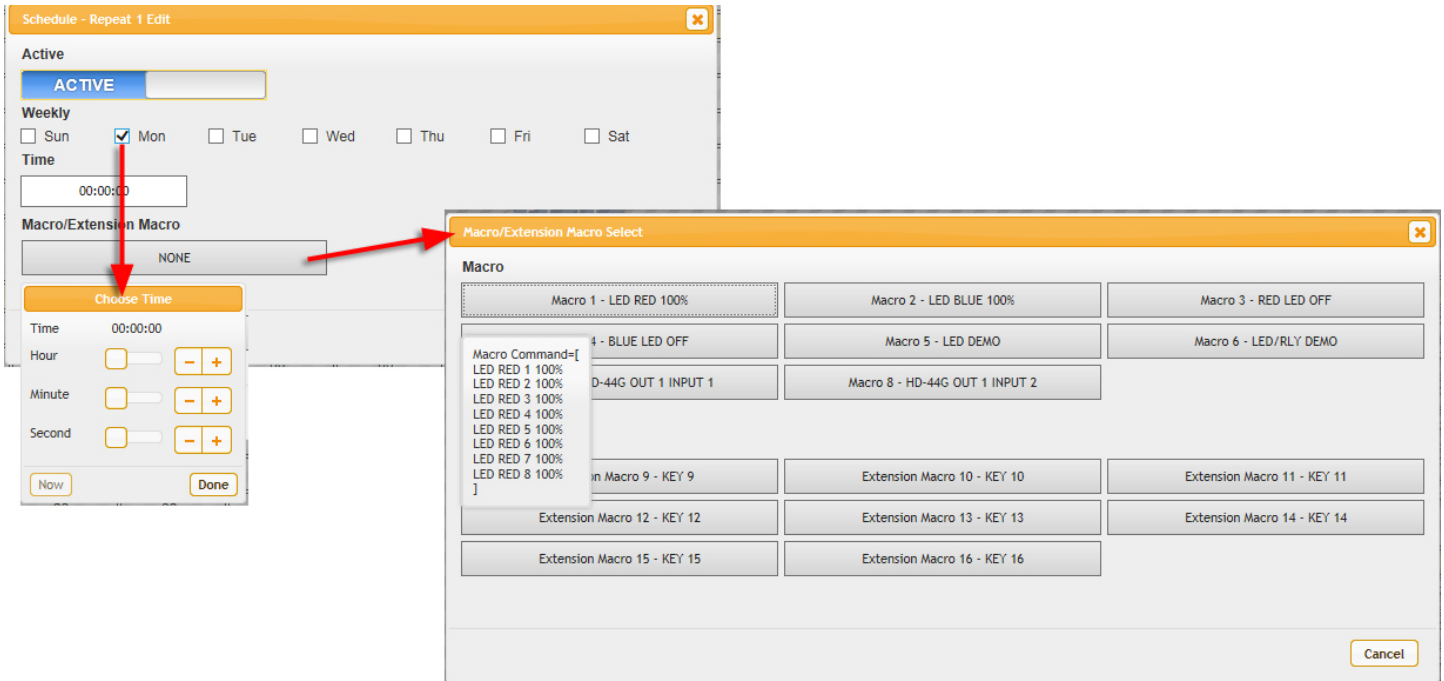 Schedule - Repeat 1 Edit
Active
ACTIVE
Weekly
Sun Mon Tue Wed Thu Fri Sat
Time
00:00:00
Macro/Extension Macro
NONE
Choose Time
Time 00:00:00
Hour
Minute
Second
Now Done
Macro/Extension Macro Select
Macro
Macro 1 - LED RED 100% Macro 2 - LED BLUE 100% Macro 3 - RED LED OFF
4 - BLUE LED OFF Macro 5 - LED DEMO Macro 6 - LED/RLY DEMO
D-44G OUT 1 INPUT 1 Macro 8 - HD-44G OUT 1 INPUT 2
Macro Command=[
LED RED 1 100%
LED RED 2 100%
LED RED 3 100%
LED RED 4 100%
LED RED 5 100%
LED RED 6 100%
LED RED 7 100%
LED RED 8 100%
]
n Macro 9 - KEY 9 Extension Macro 10 - KEY 10 Extension Macro 11 - KEY 11
Extension Macro 12 - KEY 12 Extension Macro 13 - KEY 13 Extension Macro 14 - KEY 14
Extension Macro 15 - KEY 15 Extension Macro 16 - KEY 16
Cancel